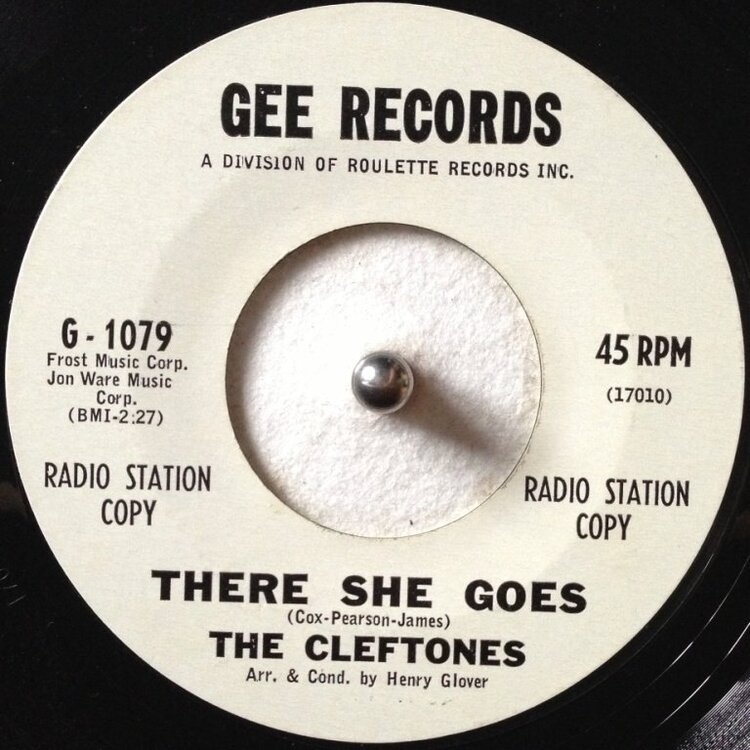 GEE RECORDS
A DIVISION OF ROULETTE RECORDS INC.
G - 1079
Frost Music Corp.
Jon Ware Music
Corp.
(BMI-2:27)
RADIO STATION
COPY
45 RPM
(17010)
RADIO STATION
COPY
THERE SHE GOES
(Cox-Pearson-James)
THE CLEFTONES
Arr. & Cond. by Henry Glover